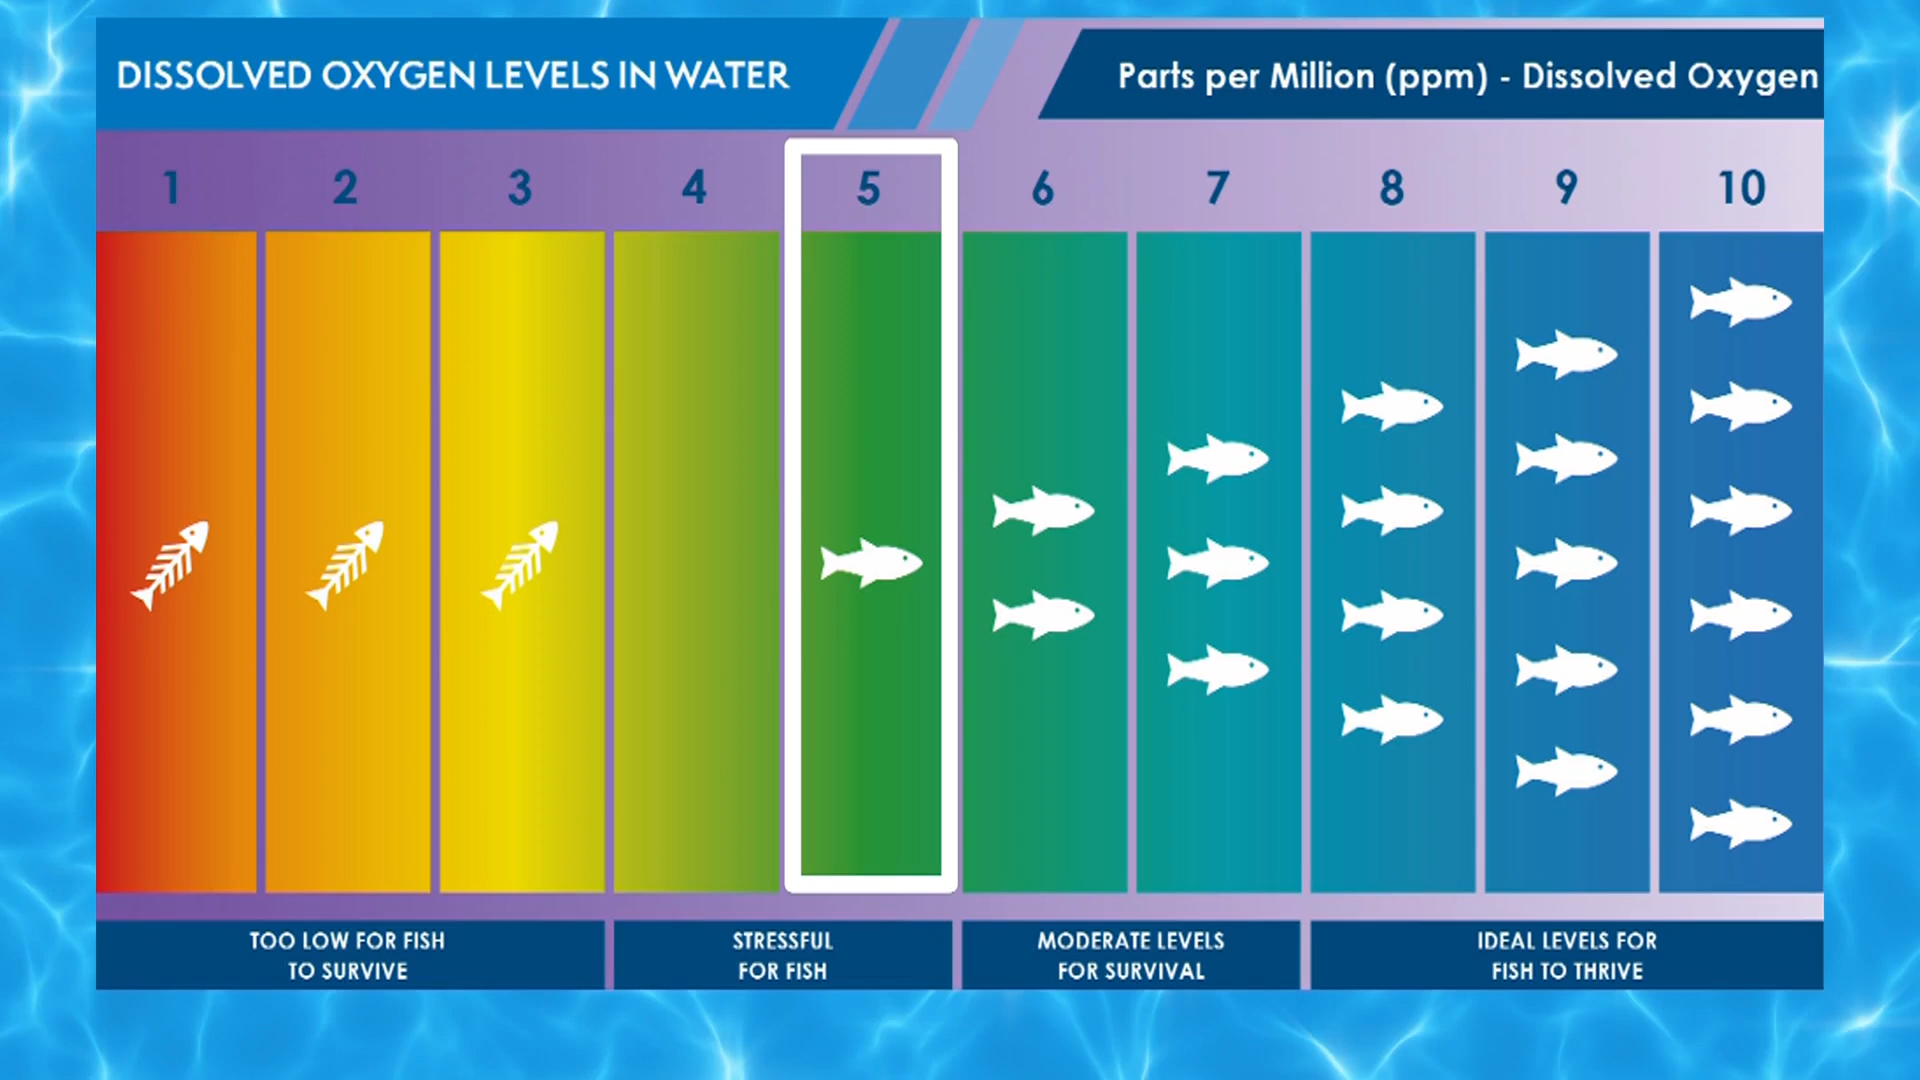 DISSOLVED OXYGEN LEVELS IN WATER
Parts per Million (ppm) - Dissolved Oxygen
1 2 3 4 5 6 7 8 9 10
TOO LOW FOR FISH
TO SURVIVE
STRESSFUL
FOR FISH
MODERATE LEVELS
FOR SURVIVAL
IDEAL LEVELS FOR
FISH TO THRIVE